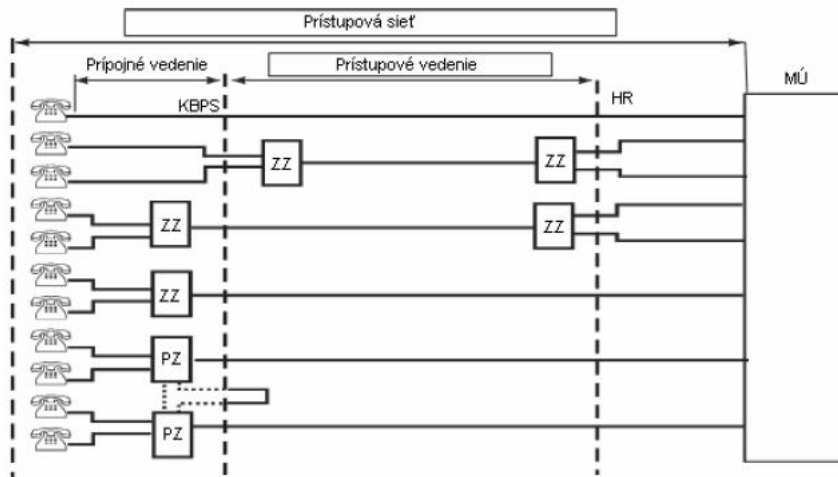 Prístupová sieť
Prípojné vedenie
Prístupové vedenie
MÚ
KBPS
HR
ZZ
ZZ
ZZ
ZZ
ZZ
PZ
PZ